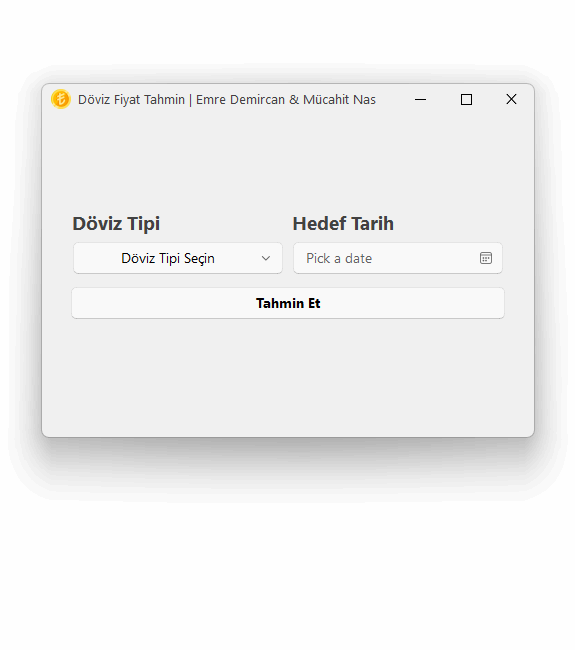 Döviz Fiyat Tahmin | Emre Demircan & Mücahit Nas
Döviz Tipi
Hedef Tarih
Döviz Tipi Seçin
Pick a date
Tahmin Et